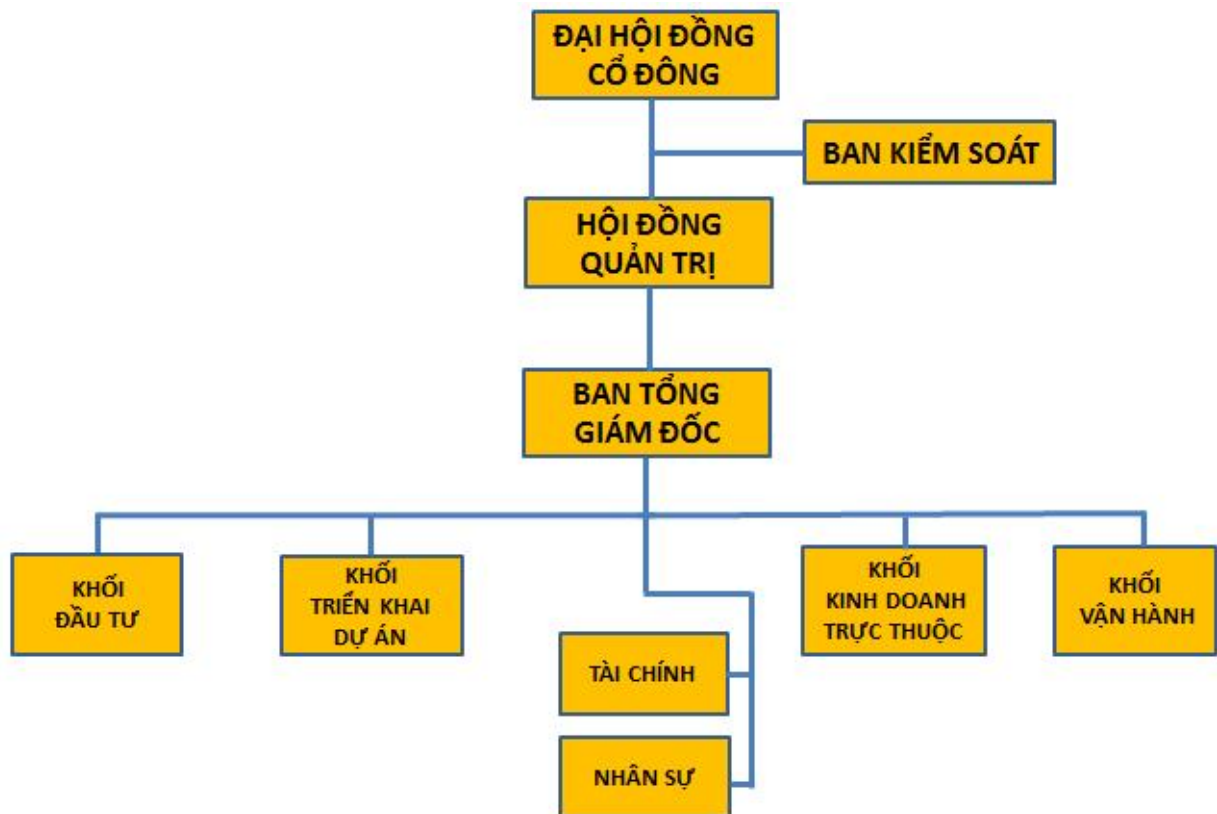 ĐẠI HỘI ĐỒNG
CỔ ĐÔNG
BAN KIỂM SOÁT
HỘI ĐỒNG
QUẢN TRỊ
BAN TỔNG
GIÁM ĐỐC
KHỐI
ĐẦU TƯ
KHỐI
TRIỂN KHAI
DỰ ÁN
KHỐI
KINH DOANH
TRỰC THUỘC
KHỐI
VẬN HÀNH
TÀI CHÍNH
NHÂN SỰ